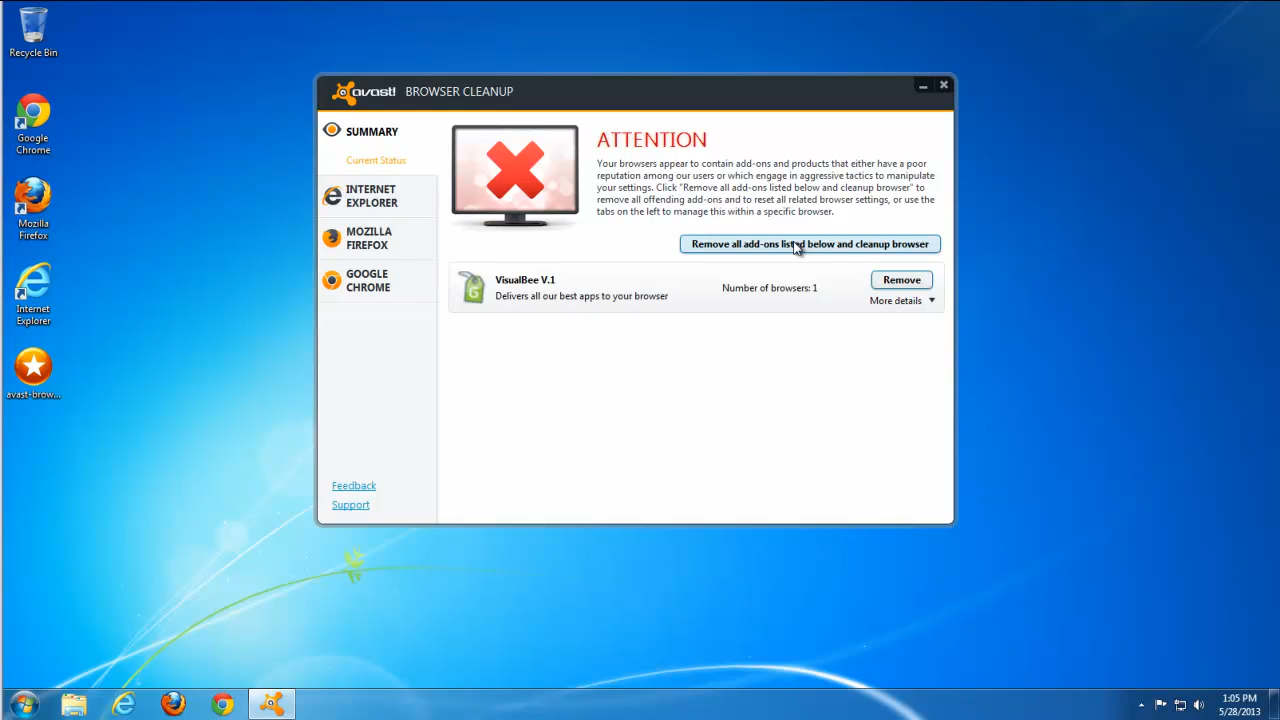 Recycle Bin
Google
Chrome
Mozilla
Firefox
Internet
Explorer
avast-brow...
avast! BROWSER CLEANUP
SUMMARY
Current Status
INTERNET
EXPLORER
MOZILLA
FIREFOX
GOOGLE
CHROME
Feedback
Support
ATTENTION
Your browsers appear to contain add-ons and products that either have a poor
reputation among our users or which engage in aggressive tactics to manipulate
your settings. Click "Remove all add-ons listed below and cleanup browser" to
remove all offending add-ons and to reset all related browser settings, or use the
tabs on the left to manage this within a specific browser.
Remove all add-ons listed below and cleanup browser
VisualBee V.1
Delivers all our best apps to your browser
Number of browsers: 1
Remove
More details
1:05 PM
5/28/2013